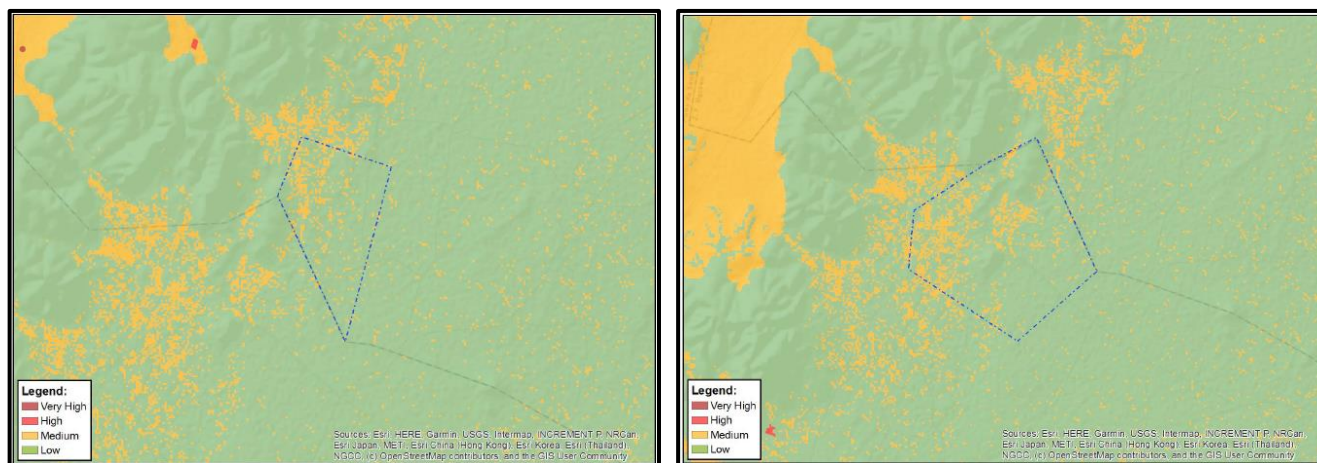 Legend:
Very High
High
Medium
Low
Sources: Esri, HERE, Garmin, USGS, Intermap, INCREMENT P, NRCan,
Esri Japan, METI, Esri China (Hong Kong), Esri Korea, Esri (Thailand),
NGCC, (c) OpenStreetMap contributors, and the GIS User Community
Legend:
Very High
High
Medium
Low
Sources: Esri, HERE, Garmin, USGS, Intermap, INCREMENT P, NRCan,
Esri Japan, METI, Esri China (Hong Kong), Esri Korea, Esri (Thailand),
NGCC, (c) OpenStreetMap contributors, and the GIS User Community